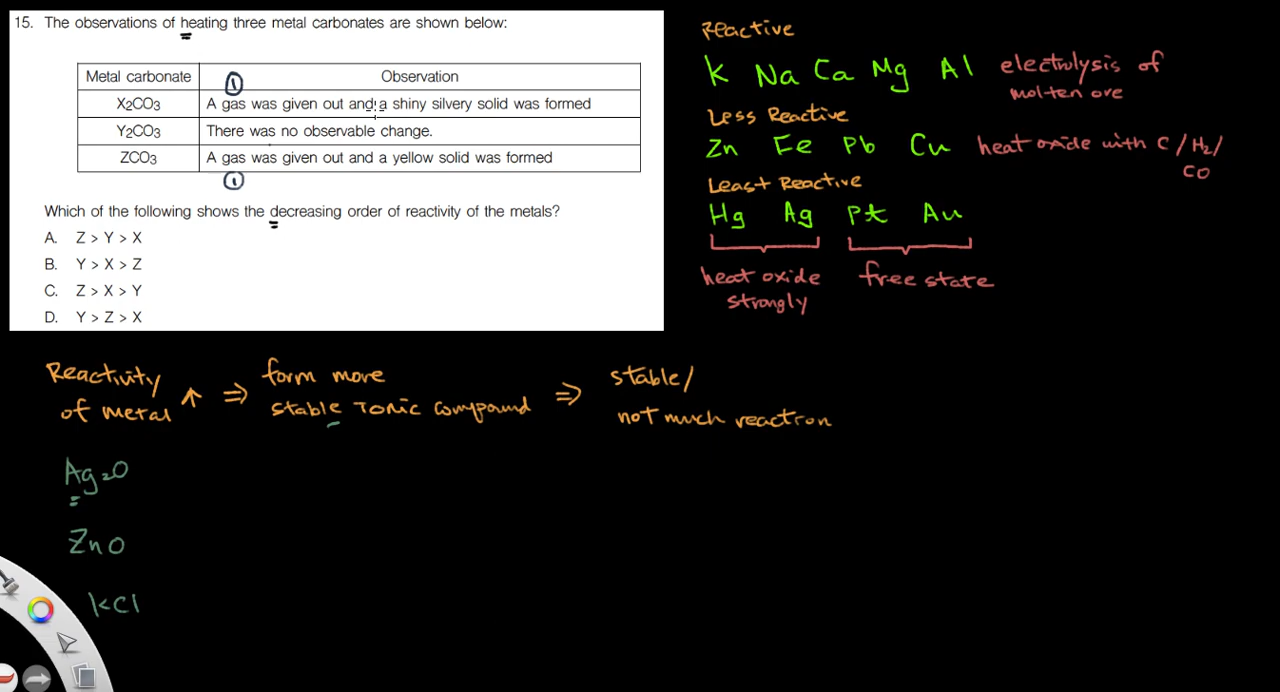 15. The observations of heating three metal carbonates are shown below:
Metal carbonate Observation
①
X2CO3 A gas was given out and a shiny silvery solid was formed
Y2CO3 There was no observable change.
ZCO3 A gas was given out and a yellow solid was formed
①
Which of the following shows the decreasing order of reactivity of the metals?
A. Z > Y > X
B. Y > X > Z
C. Z > X > Y
D. Y > Z > X
Reactive
K Na Ca Mg Al electrolysis of
molten ore
Less Reactive
Zn Fe Pb Cu heat oxide with C / H2 /
CO
Least Reactive
Hg Ag Pt Au
heat oxide free state
strongly
Reactivity ⇒ form more ⇒ stable /
of metal ↑ stable Ionic compound not much reaction
Ag2O
ZnO
KCl